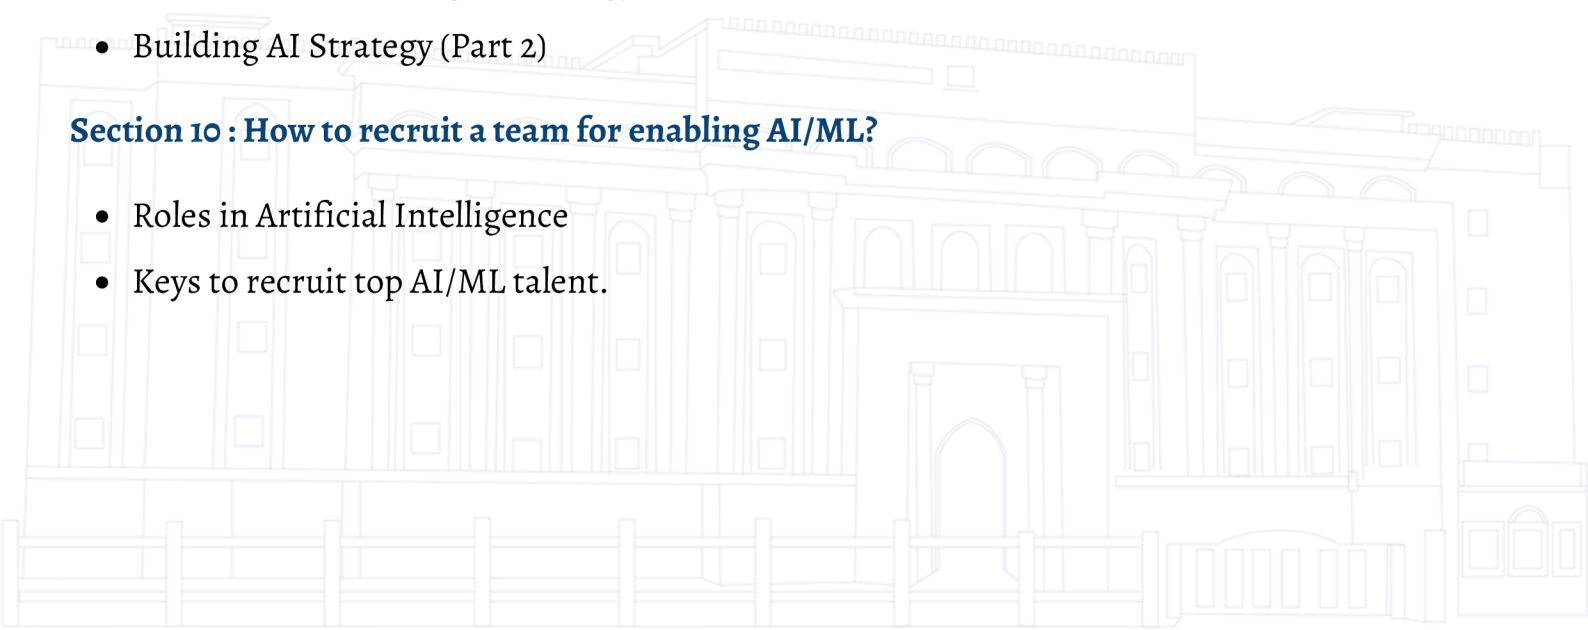 • Building AI Strategy (Part 2)
Section 10 : How to recruit a team for enabling AI/ML?
• Roles in Artificial Intelligence
• Keys to recruit top AI/ML talent.